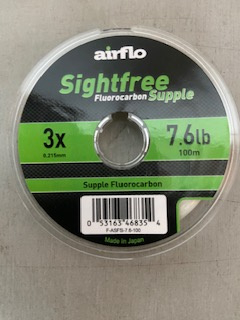 airflo
Sightfree
Fluorocarbon Supple
3x 7.6lb
0.215mm 100m
Supple Fluorocarbon
0 53163 46835 4
F-ASFS-7.6-100
Made in Japan